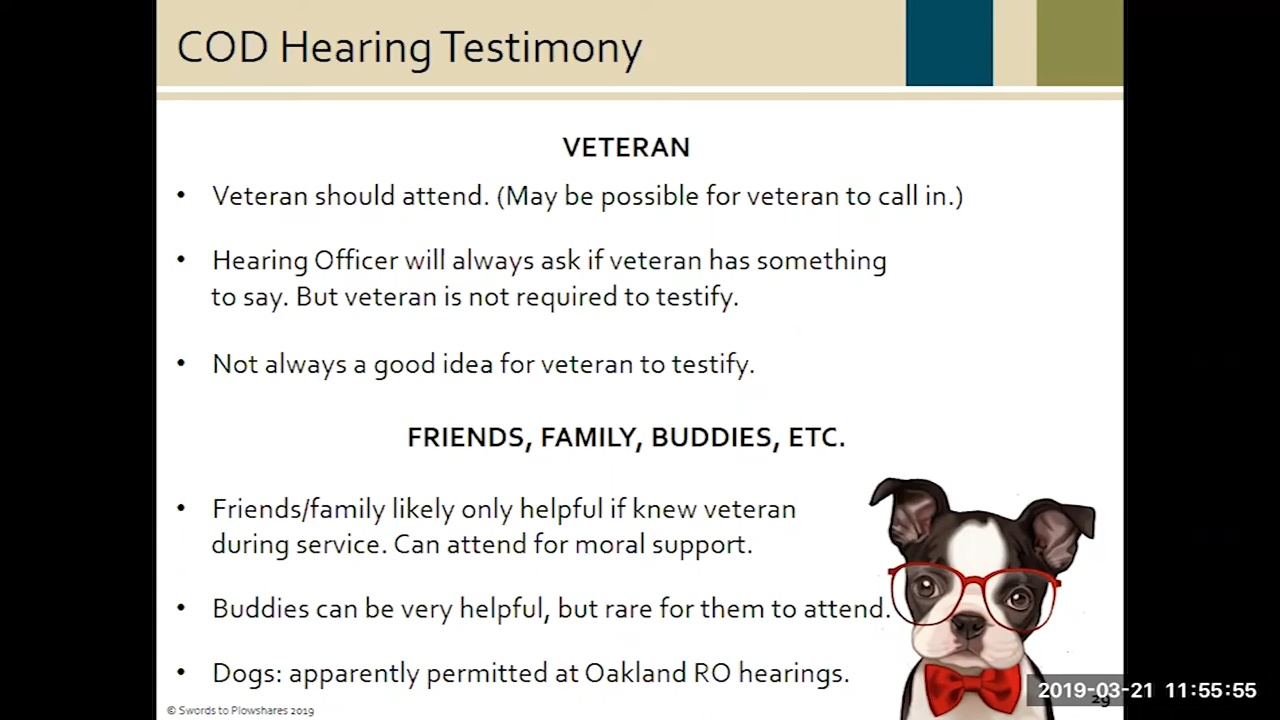 COD Hearing Testimony
VETERAN
• Veteran should attend. (May be possible for veteran to call in.)
• Hearing Officer will always ask if veteran has something
to say. But veteran is not required to testify.
• Not always a good idea for veteran to testify.
FRIENDS, FAMILY, BUDDIES, ETC.
• Friends/family likely only helpful if knew veteran
during service. Can attend for moral support.
• Buddies can be very helpful, but rare for them to attend.
• Dogs: apparently permitted at Oakland RO hearings.
2019-03-21 11:55:55
29
© Swords to Plowshares 2019